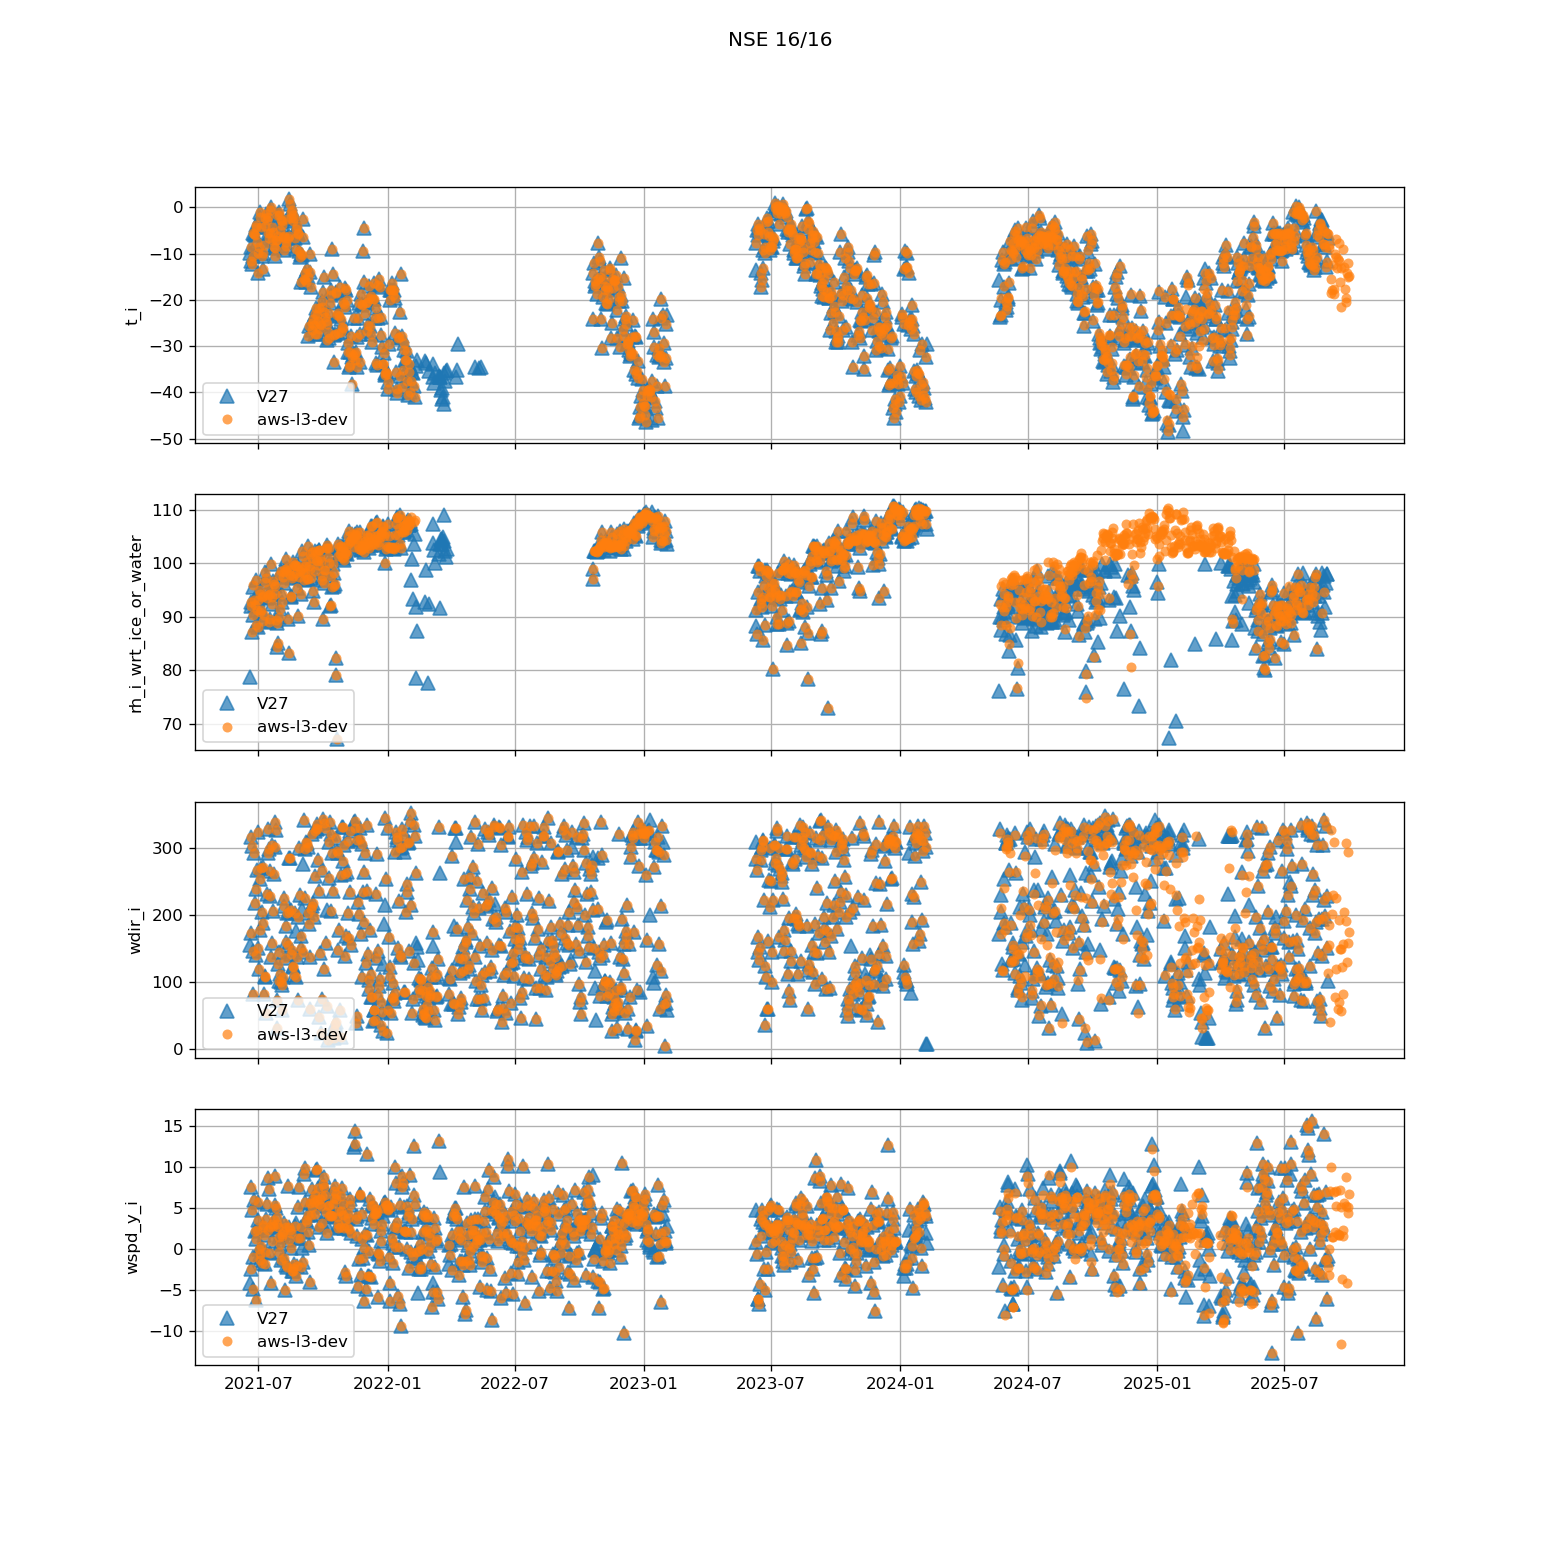 NSE 16/16
0
−10
−20
−30
−40
−50
t_i
V27
aws-l3-dev
110
100
90
80
70
rh_i_wrt_ice_or_water
V27
aws-l3-dev
300
200
100
0
wdir_i
V27
aws-l3-dev
15
10
5
0
−5
−10
wspd_y_i
V27
aws-l3-dev
2021-07 2022-01 2022-07 2023-01 2023-07 2024-01 2024-07 2025-01 2025-07